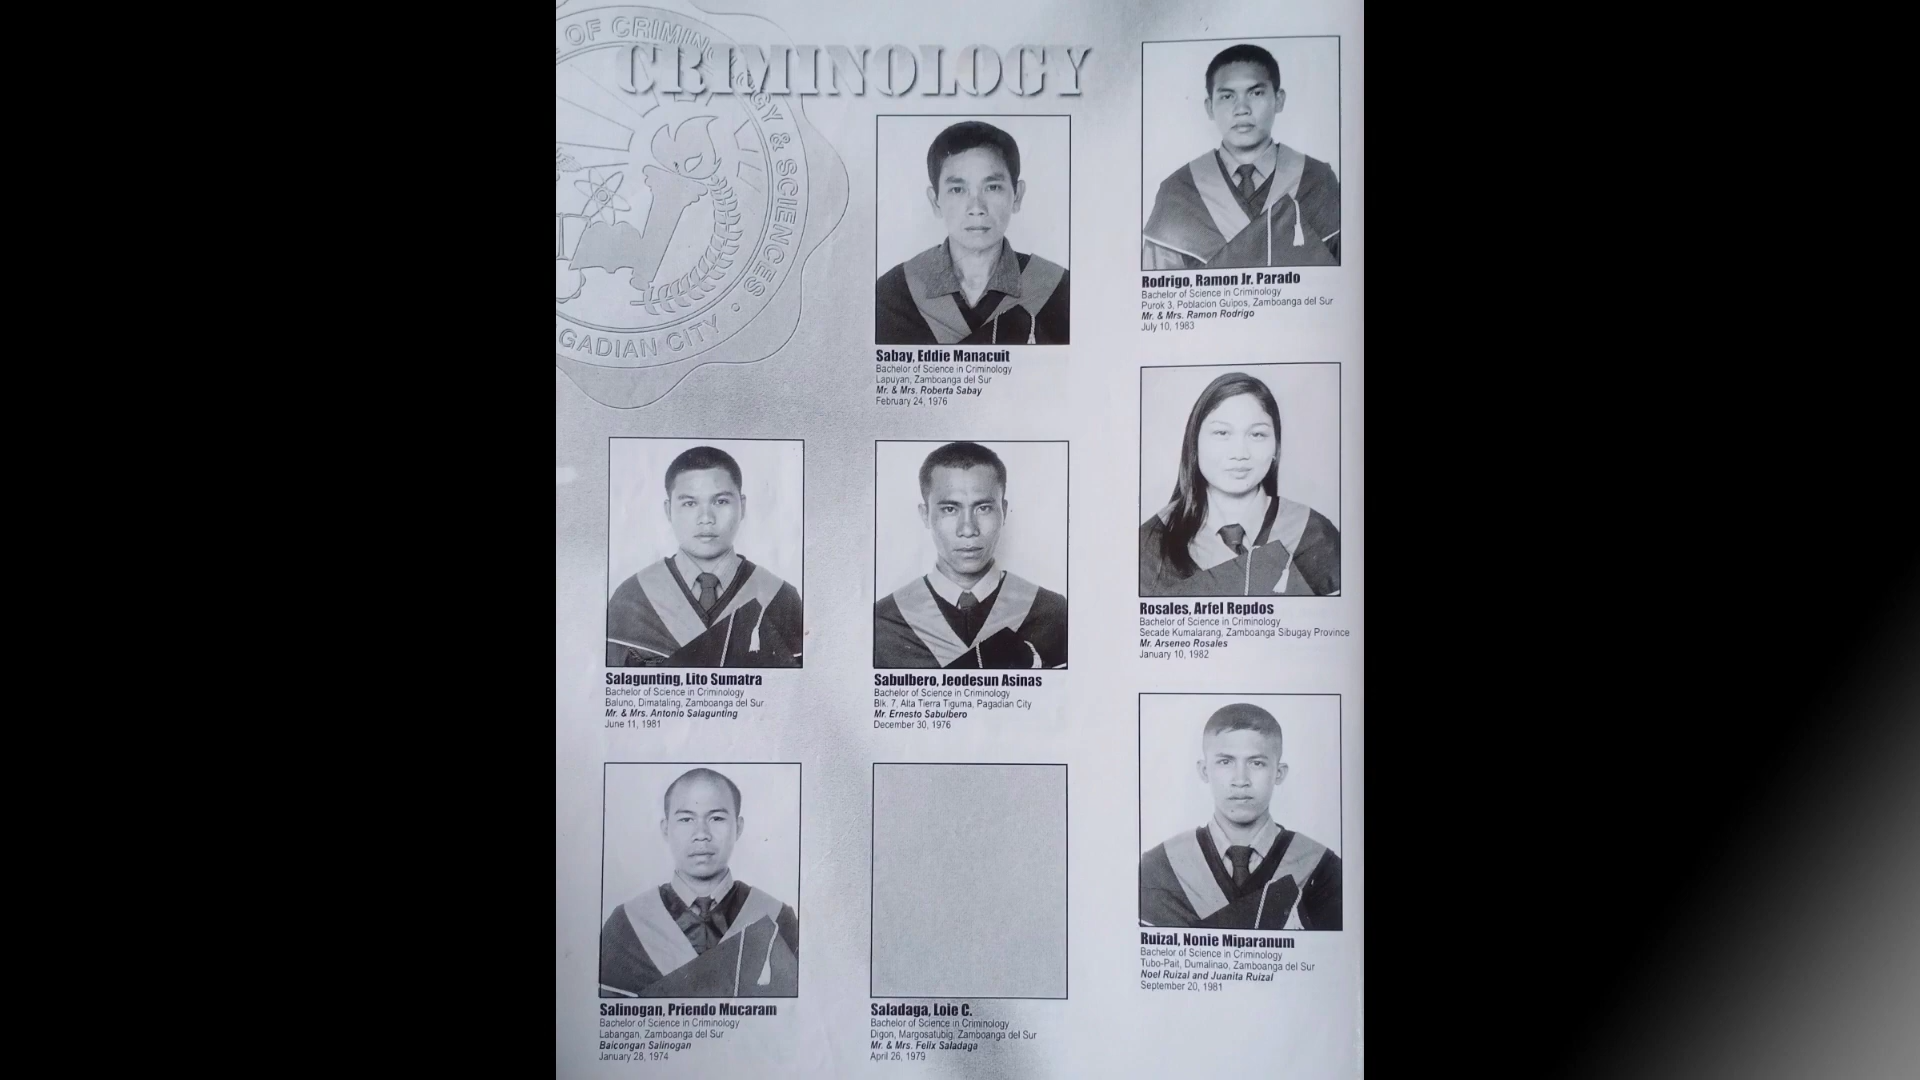 OF CRIMINOLOGY & SCIENCES •
GADIAN CITY
CRIMINOLOGY
Sabay, Eddie Manacuit
Bachelor of Science in Criminology
Lapuyan, Zamboanga del Sur
Mr. & Mrs. Roberta Sabay
February 24, 1976
Rodrigo, Ramon Jr. Parado
Bachelor of Science in Criminology
Purok 3, Poblacion Guipos, Zamboanga del Sur
Mr. & Mrs. Ramon Rodrigo
July 10, 1983
Salagunting, Lito Sumatra
Bachelor of Science in Criminology
Baluno, Dimataling, Zamboanga del Sur
Mr. & Mrs. Antonio Salagunting
June 11, 1981
Sabulbero, Jeodesun Asinas
Bachelor of Science in Criminology
Blk. 7, Alta Tierra Tiguma, Pagadian City
Mr. Ernesto Sabulbero
December 30, 1976
Rosales, Arfel Repdos
Bachelor of Science in Criminology
Secade Kumalarang, Zamboanga Sibugay Province
Mr. Arseneo Rosales
January 10, 1982
Salinogan, Priendo Mucaram
Bachelor of Science in Criminology
Labangan, Zamboanga del Sur
Baicongan Salinogan
January 28, 1974
Saladaga, Loie C.
Bachelor of Science in Criminology
Digon, Margosatubig, Zamboanga del Sur
Mr. & Mrs. Felix Saladaga
April 26, 1979
Ruizal, Nonie Miparanum
Bachelor of Science in Criminology
Tubo-Pait, Dumalinao, Zamboanga del Sur
Noel Ruizal and Juanita Ruizal
September 20, 1981